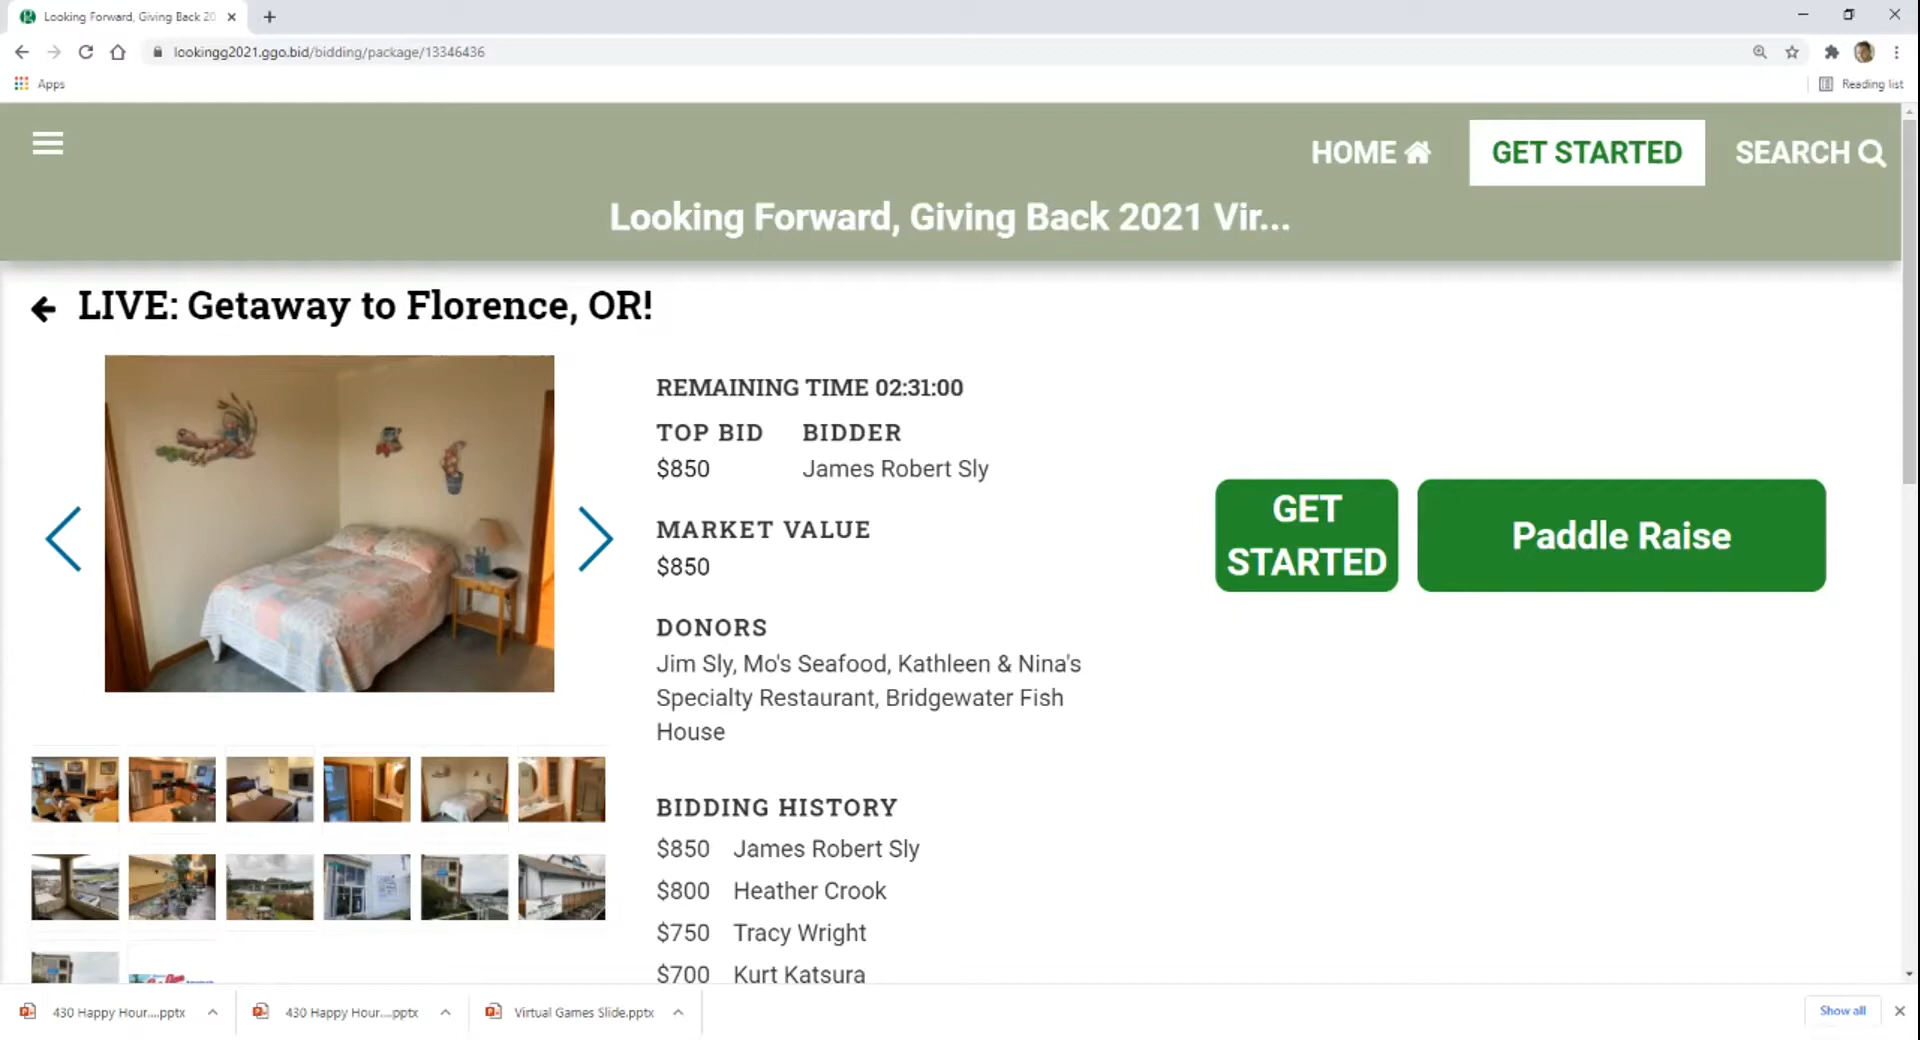 Looking Forward, Giving Back 20
lookingg2021.ggo.bid/bidding/package/13346436
Apps
Reading list
HOME
GET STARTED
SEARCH
Looking Forward, Giving Back 2021 Vir...
LIVE: Getaway to Florence, OR!
REMAINING TIME 02:31:00
TOP BID BIDDER
$850 James Robert Sly
MARKET VALUE
$850
GET
STARTED
Paddle Raise
DONORS
Jim Sly, Mo's Seafood, Kathleen & Nina's
Specialty Restaurant, Bridgewater Fish
House
BIDDING HISTORY
$850 James Robert Sly
$800 Heather Crook
$750 Tracy Wright
$700 Kurt Katsura
430 Happy Hour....pptx
430 Happy Hour....pptx
Virtual Games Slide.pptx
Show all